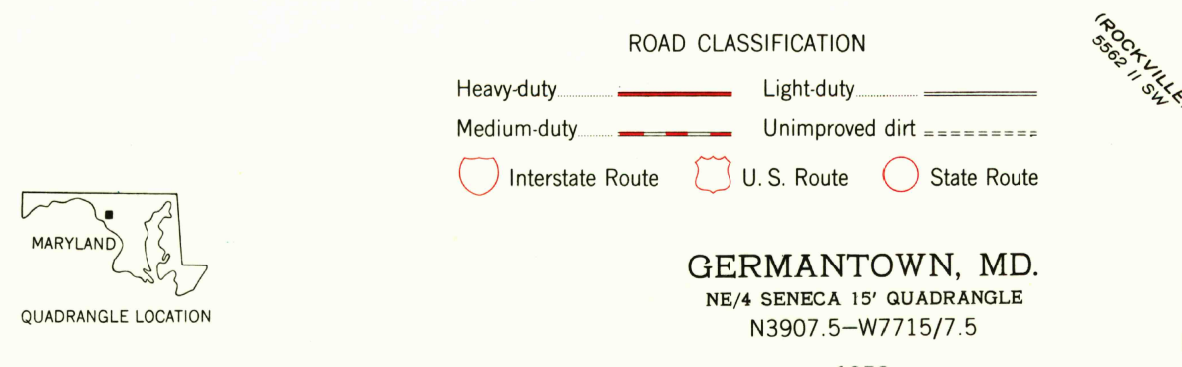 ROAD CLASSIFICATION
Heavy-duty Light-duty
Medium-duty Unimproved dirt
Interstate Route U. S. Route State Route
(ROCKVILLE)
5562 II SW
MARYLAND
QUADRANGLE LOCATION
GERMANTOWN, MD.
NE/4 SENECA 15' QUADRANGLE
N3907.5—W7715/7.5